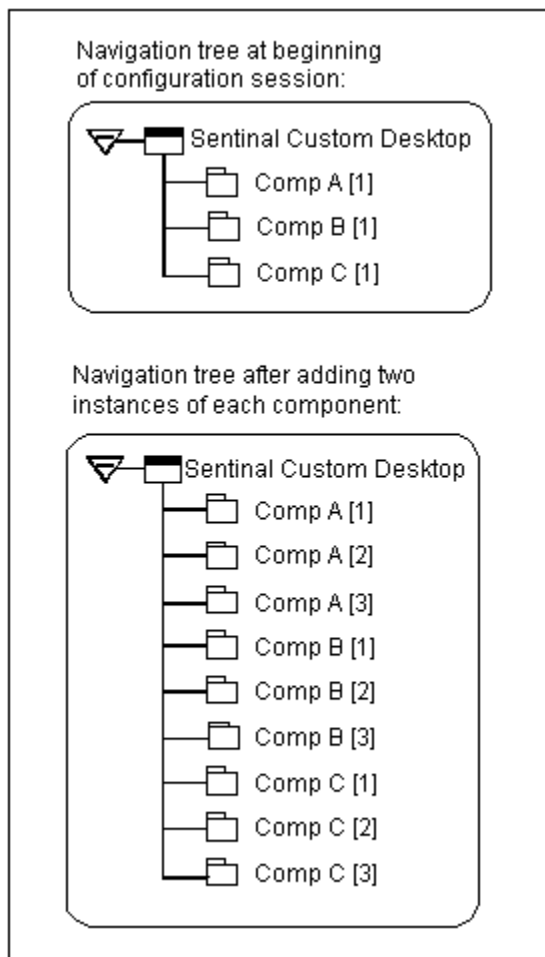 Navigation tree at beginning
of configuration session:
Sentinal Custom Desktop
Comp A [1]
Comp B [1]
Comp C [1]
Navigation tree after adding two
instances of each component:
Sentinal Custom Desktop
Comp A [1]
Comp A [2]
Comp A [3]
Comp B [1]
Comp B [2]
Comp B [3]
Comp C [1]
Comp C [2]
Comp C [3]